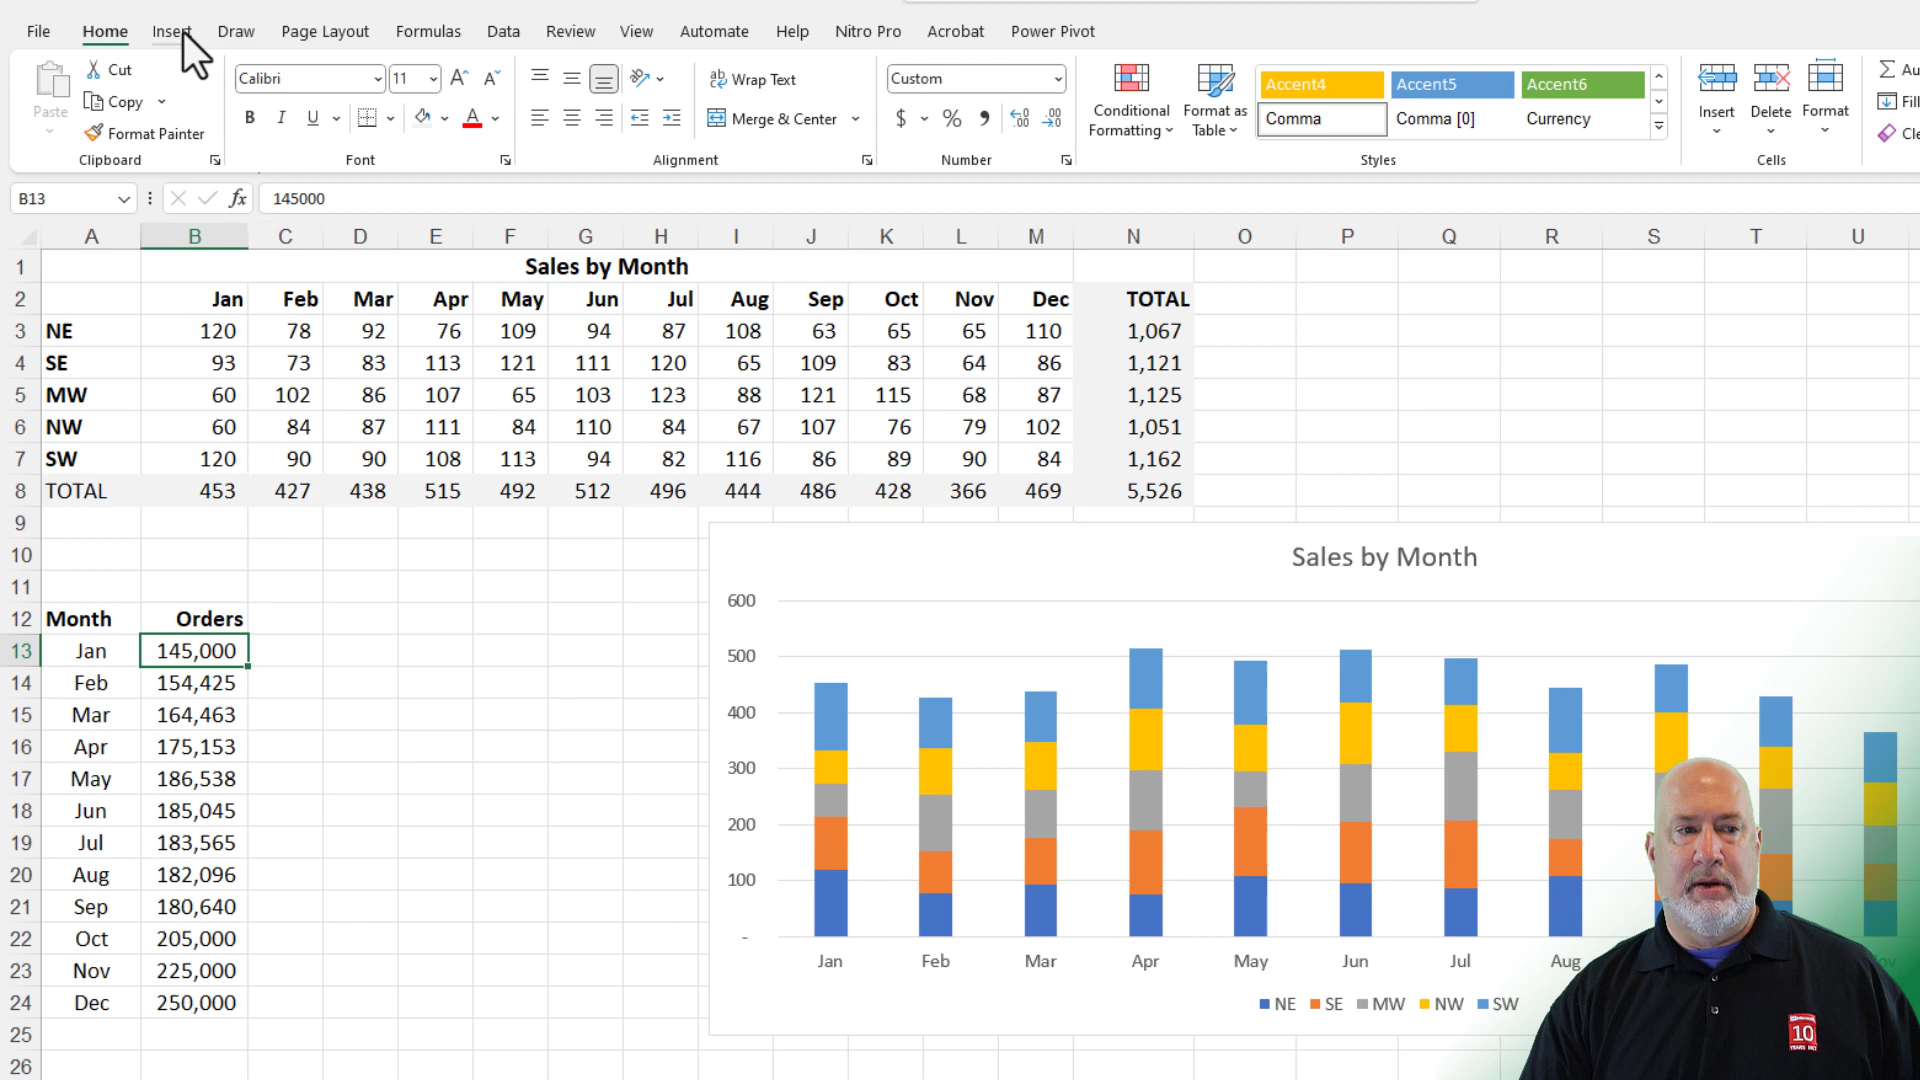 File Home Insert Draw Page Layout Formulas Data Review View Automate Help Nitro Pro Acrobat Power Pivot
Paste Cut Copy Format Painter Clipboard
Calibri 11 B I U Font
Wrap Text Merge & Center Alignment
Custom $ % Number
Conditional Formatting Format as Table
Accent4 Accent5 Accent6
Comma Comma [0] Currency
Styles
Insert Delete Format Cells
Au
Fill
Cle
B13 fx 145000
A B C D E F G H I J K L M N O P Q R S T U
1 Sales by Month
2 Jan Feb Mar Apr May Jun Jul Aug Sep Oct Nov Dec TOTAL
3 NE 120 78 92 76 109 94 87 108 63 65 65 110 1,067
4 SE 93 73 83 113 121 111 120 65 109 83 64 86 1,121
5 MW 60 102 86 107 65 103 123 88 121 115 68 87 1,125
6 NW 60 84 87 111 84 110 84 67 107 76 79 102 1,051
7 SW 120 90 90 108 113 94 82 116 86 89 90 84 1,162
8 TOTAL 453 427 438 515 492 512 496 444 486 428 366 469 5,526
9
10
11
12 Month Orders
13 Jan 145,000
14 Feb 154,425
15 Mar 164,463
16 Apr 175,153
17 May 186,538
18 Jun 185,045
19 Jul 183,565
20 Aug 182,096
21 Sep 180,640
22 Oct 205,000
23 Nov 225,000
24 Dec 250,000
25
26
Sales by Month
600
500
400
300
200
100
-
Jan Feb Mar Apr May Jun Jul Aug
NE SE MW NW SW
10